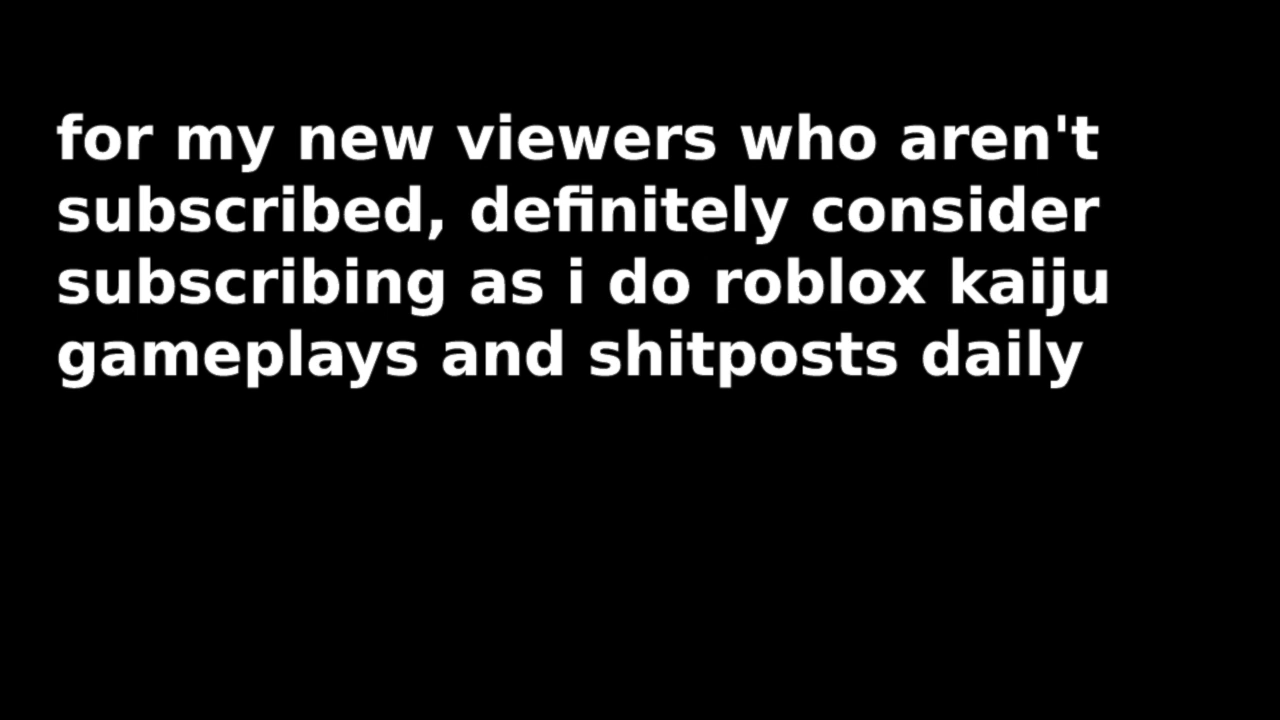 for my new viewers who aren't
subscribed, definitely consider
subscribing as i do roblox kaiju
gameplays and shitposts daily